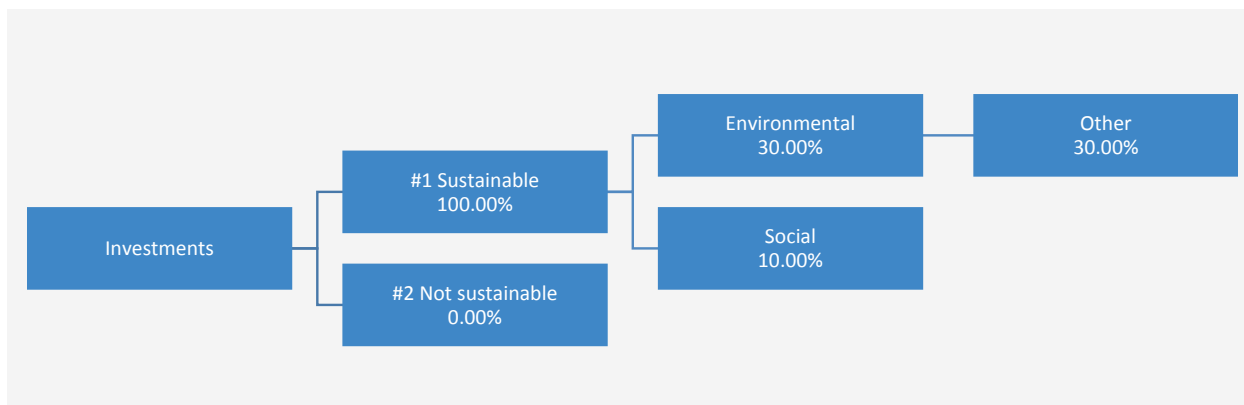 Investments
#1 Sustainable
100.00%
#2 Not sustainable
0.00%
Environmental
30.00%
Social
10.00%
Other
30.00%